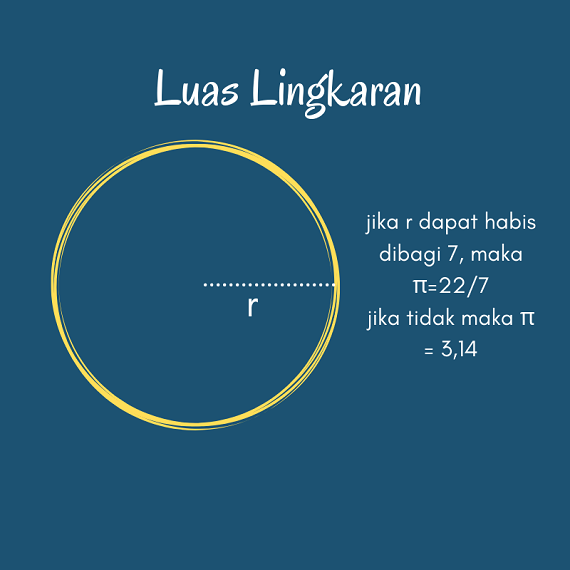 Luas Lingkaran
jika r dapat habis
dibagi 7, maka
π=22/7
jika tidak maka π
= 3,14
r